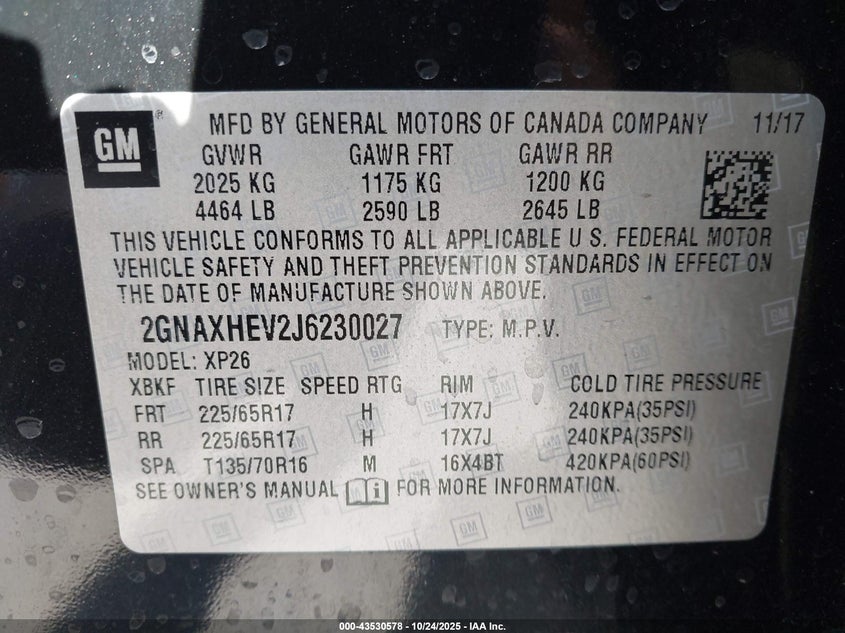 GM ® MFD BY GENERAL MOTORS OF CANADA COMPANY 11/17
GVWR GAWR FRT GAWR RR
2025 KG 1175 KG 1200 KG
4464 LB 2590 LB 2645 LB
THIS VEHICLE CONFORMS TO ALL APPLICABLE U S. FEDERAL MOTOR
VEHICLE SAFETY AND THEFT PREVENTION STANDARDS IN EFFECT ON
THE DATE OF MANUFACTURE SHOWN ABOVE.
2GNAXHEV2J6230027 TYPE: M.P.V.
MODEL: XP26
XBKF TIRE SIZE SPEED RTG RIM COLD TIRE PRESSURE
FRT 225/65R17 H 17X7J 240KPA(35PSI)
RR 225/65R17 H 17X7J 240KPA(35PSI)
SPA T135/70R16 M 16X4BT 420KPA(60PSI)
SEE OWNER'S MANUAL FOR MORE INFORMATION.
000-43530578 - 10/24/2025 - IAA Inc.